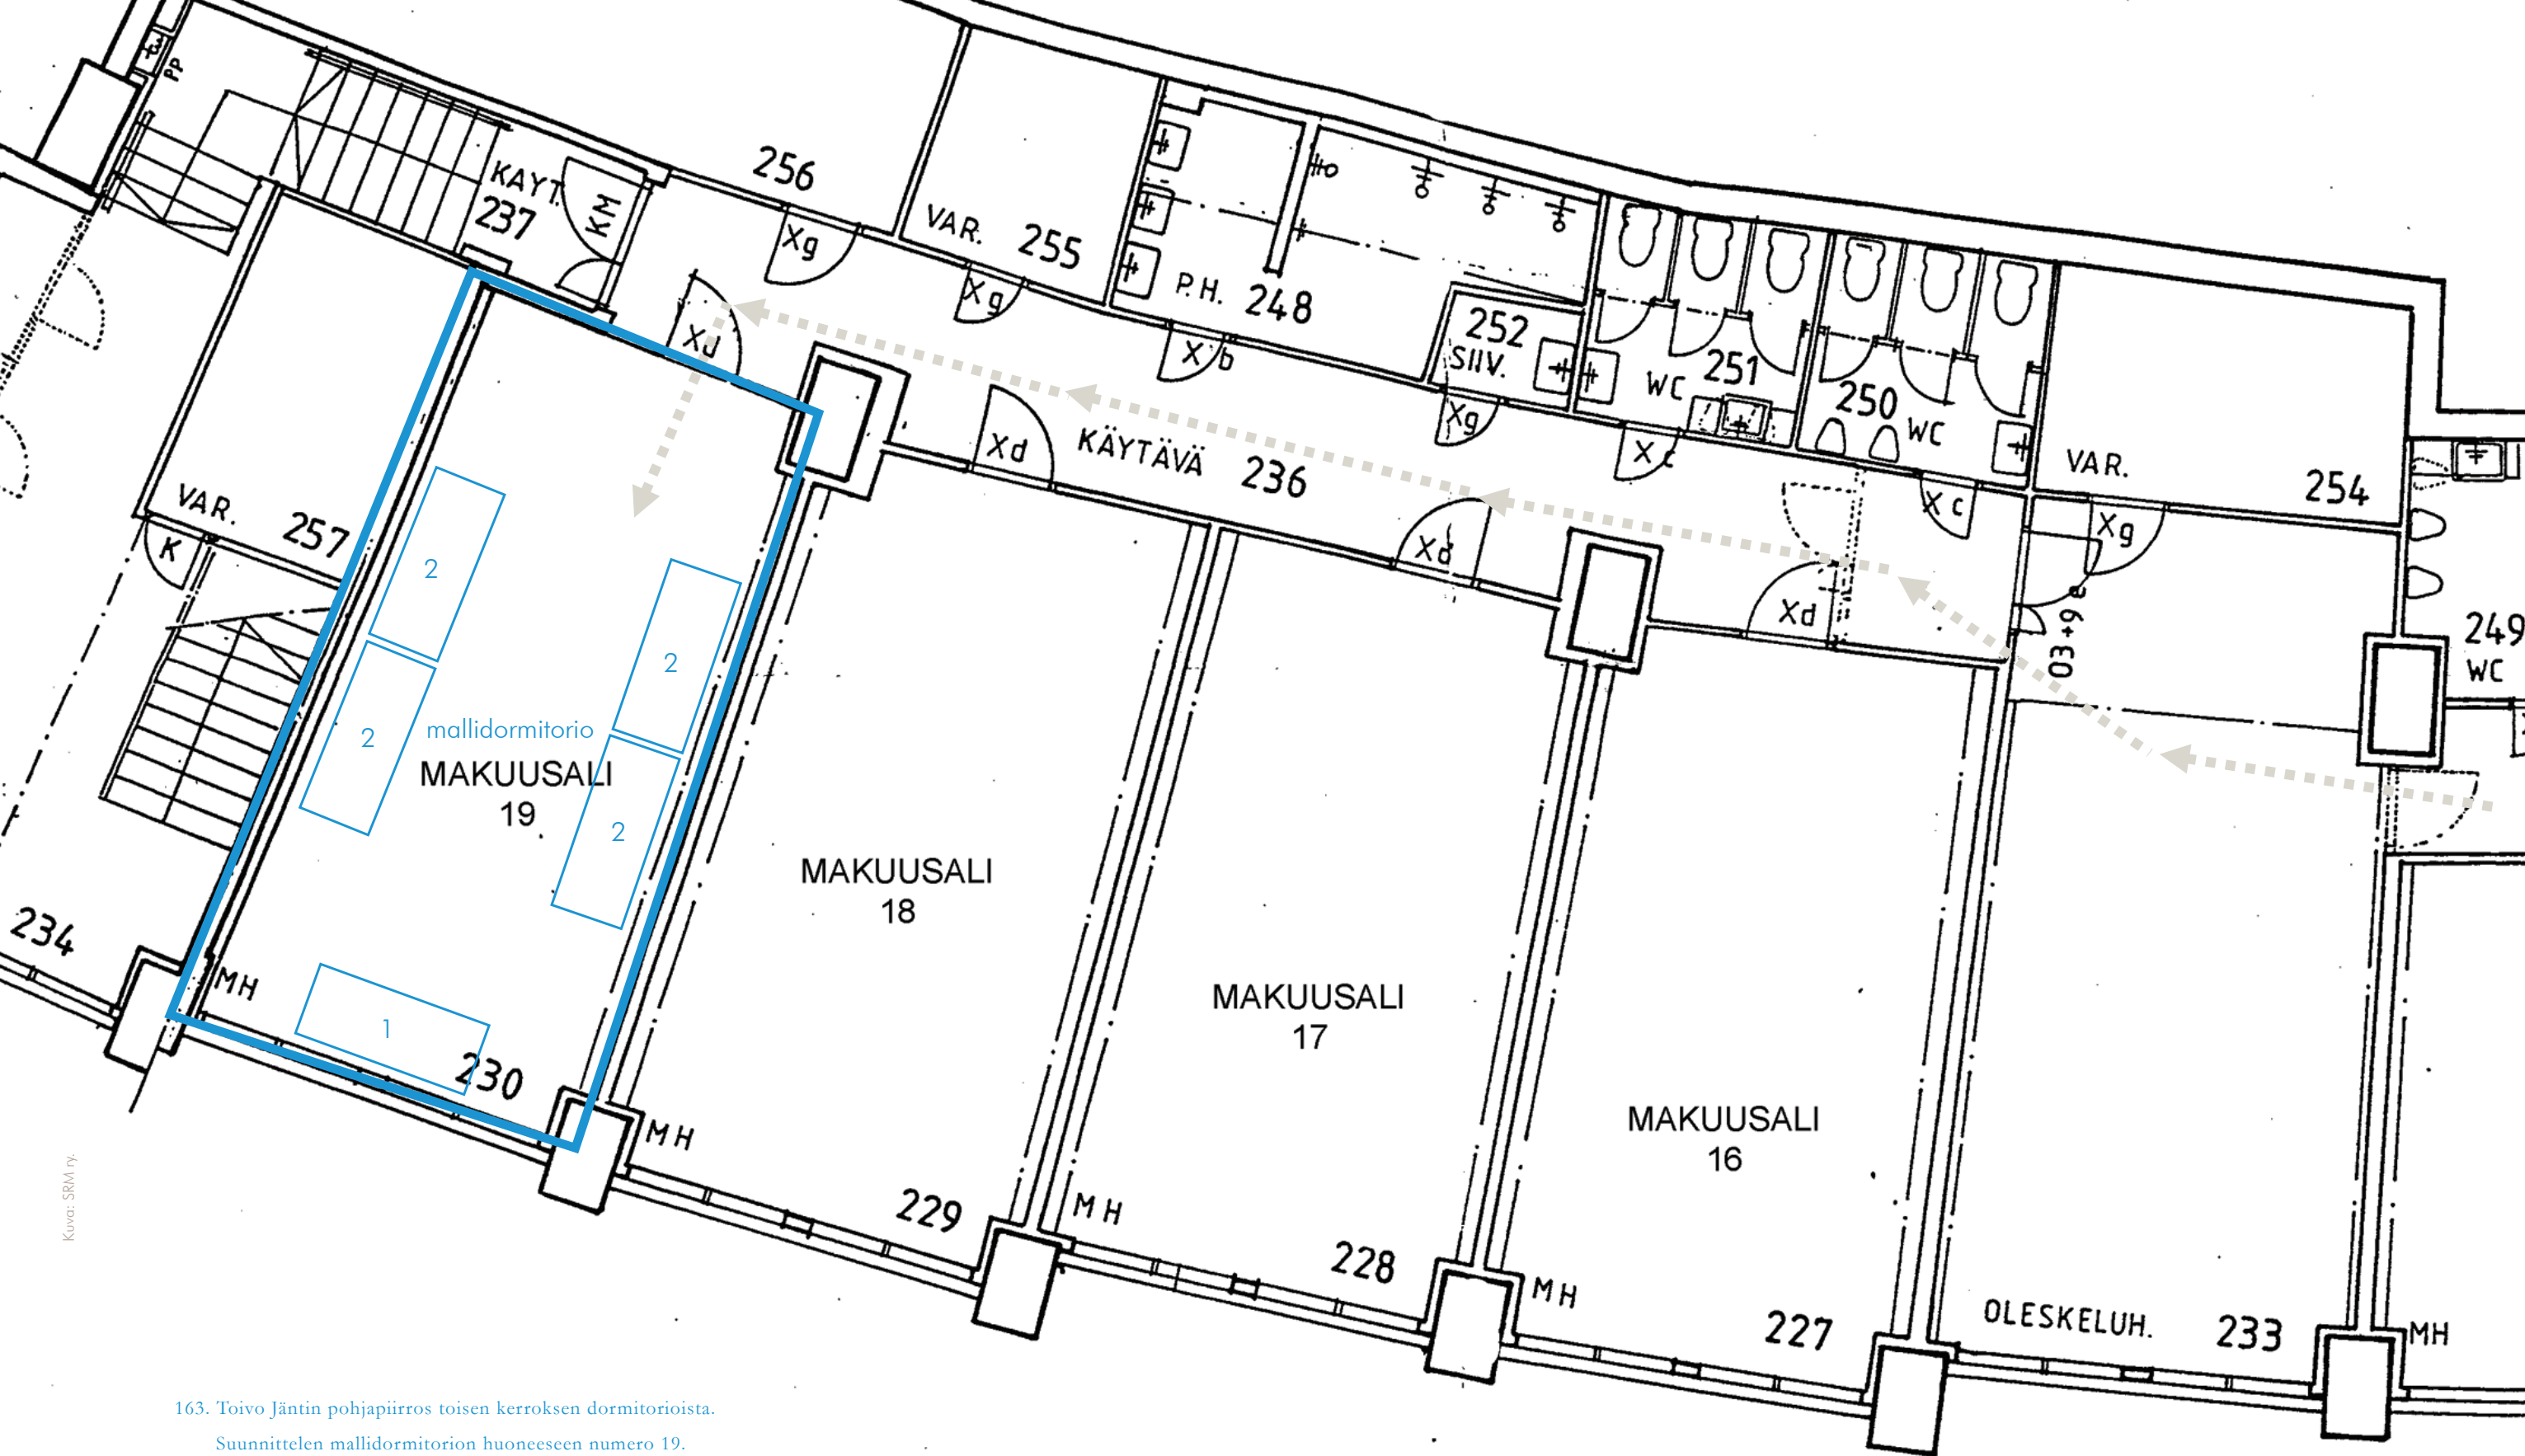 PP
KÄYT.
237
KM
256
Xg
VAR.
255
Xg
P.H. 248
252
SIIV.
WC 251
250 WC
VAR.
254
Xd
Xb
Xd
KÄYTÄVÄ 236
Xg
Xc
Xc
Xg
Xd
Xd
249
WC
VAR. 257
K
2
2
2
2
mallidormitorio
MAKUUSALI
19
MAKUUSALI
18
MAKUUSALI
17
MAKUUSALI
16
234
MH
1
230
MH
229
MH
228
MH
227
OLESKELUH. 233
MH
Kuva: SRM ry.
163. Toivo Jäntin pohjapiirros toisen kerroksen dormitorioista.
Suunnittelen mallidormitorion huoneeseen numero 19.